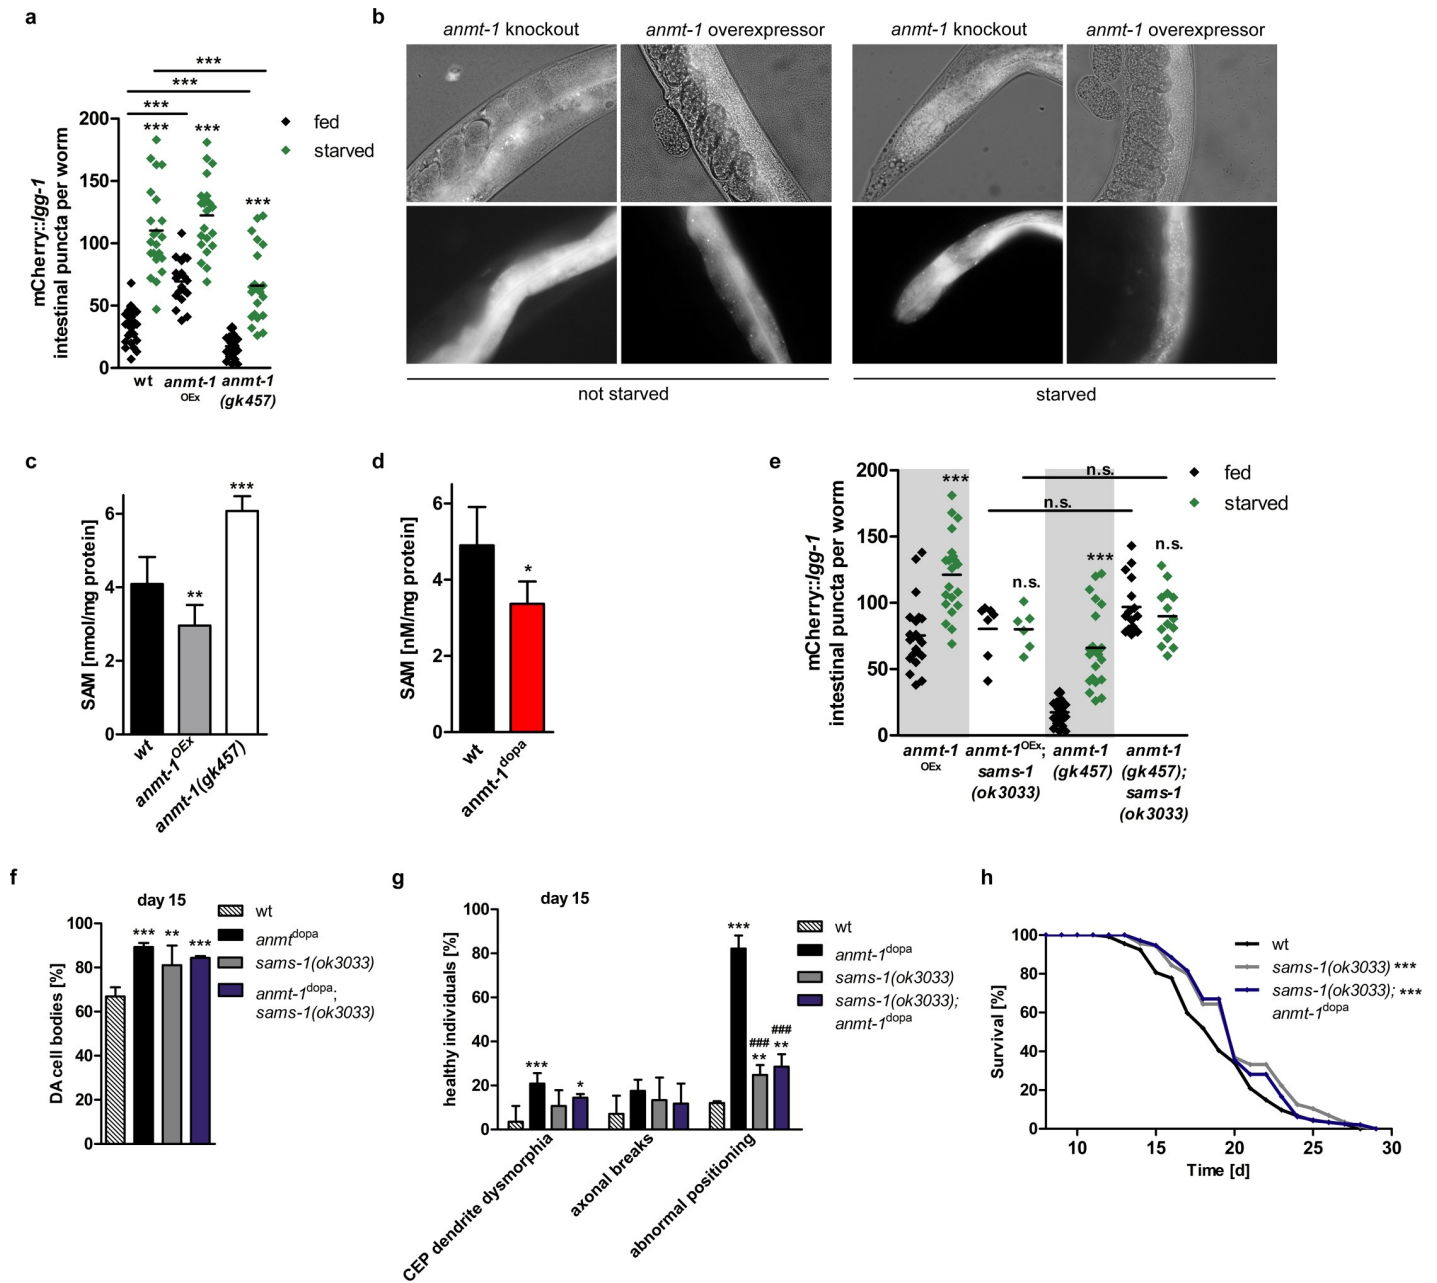 a
***
***
***
***
***
***
200
150
100
50
0
mCherry::lgg-1
intestinal puncta per worm
fed
starved
wt
anmt-1
OEx
anmt-1
(gk457)
b
anmt-1 knockout
anmt-1 overexpressor
anmt-1 knockout
anmt-1 overexpressor
not starved
starved
c
SAM [nmol/mg protein]
6
4
2
0
**
***
wt
anmt-1OEx
anmt-1(gk457)
d
SAM [nM/mg protein]
6
4
2
0
*
wt
anmt-1dopa
e
mCherry::lgg-1
intestinal puncta per worm
200
150
100
50
0
***
n.s.
n.s.
n.s.
***
n.s.
fed
starved
anmt-1
OEx
anmt-1OEx;
sams-1
(ok3033)
anmt-1
(gk457)
anmt-1
(gk457);
sams-1
(ok3033)
f
day 15
DA cell bodies [%]
100
80
60
40
20
0
*** ** ***
wt
anmtdopa
sams-1(ok3033)
anmt-1dopa;
sams-1(ok3033)
g
day 15
healthy individuals [%]
100
80
60
40
20
0
***
*
***
###
**
###
**
wt
anmt-1dopa
sams-1(ok3033)
sams-1(ok3033);
anmt-1dopa
CEP dendrite dysmorphia
axonal breaks
abnormal positioning
h
Survival [%]
100
80
60
40
20
0
10 15 20 25 30
Time [d]
wt
sams-1(ok3033) ***
sams-1(ok3033); ***
anmt-1dopa